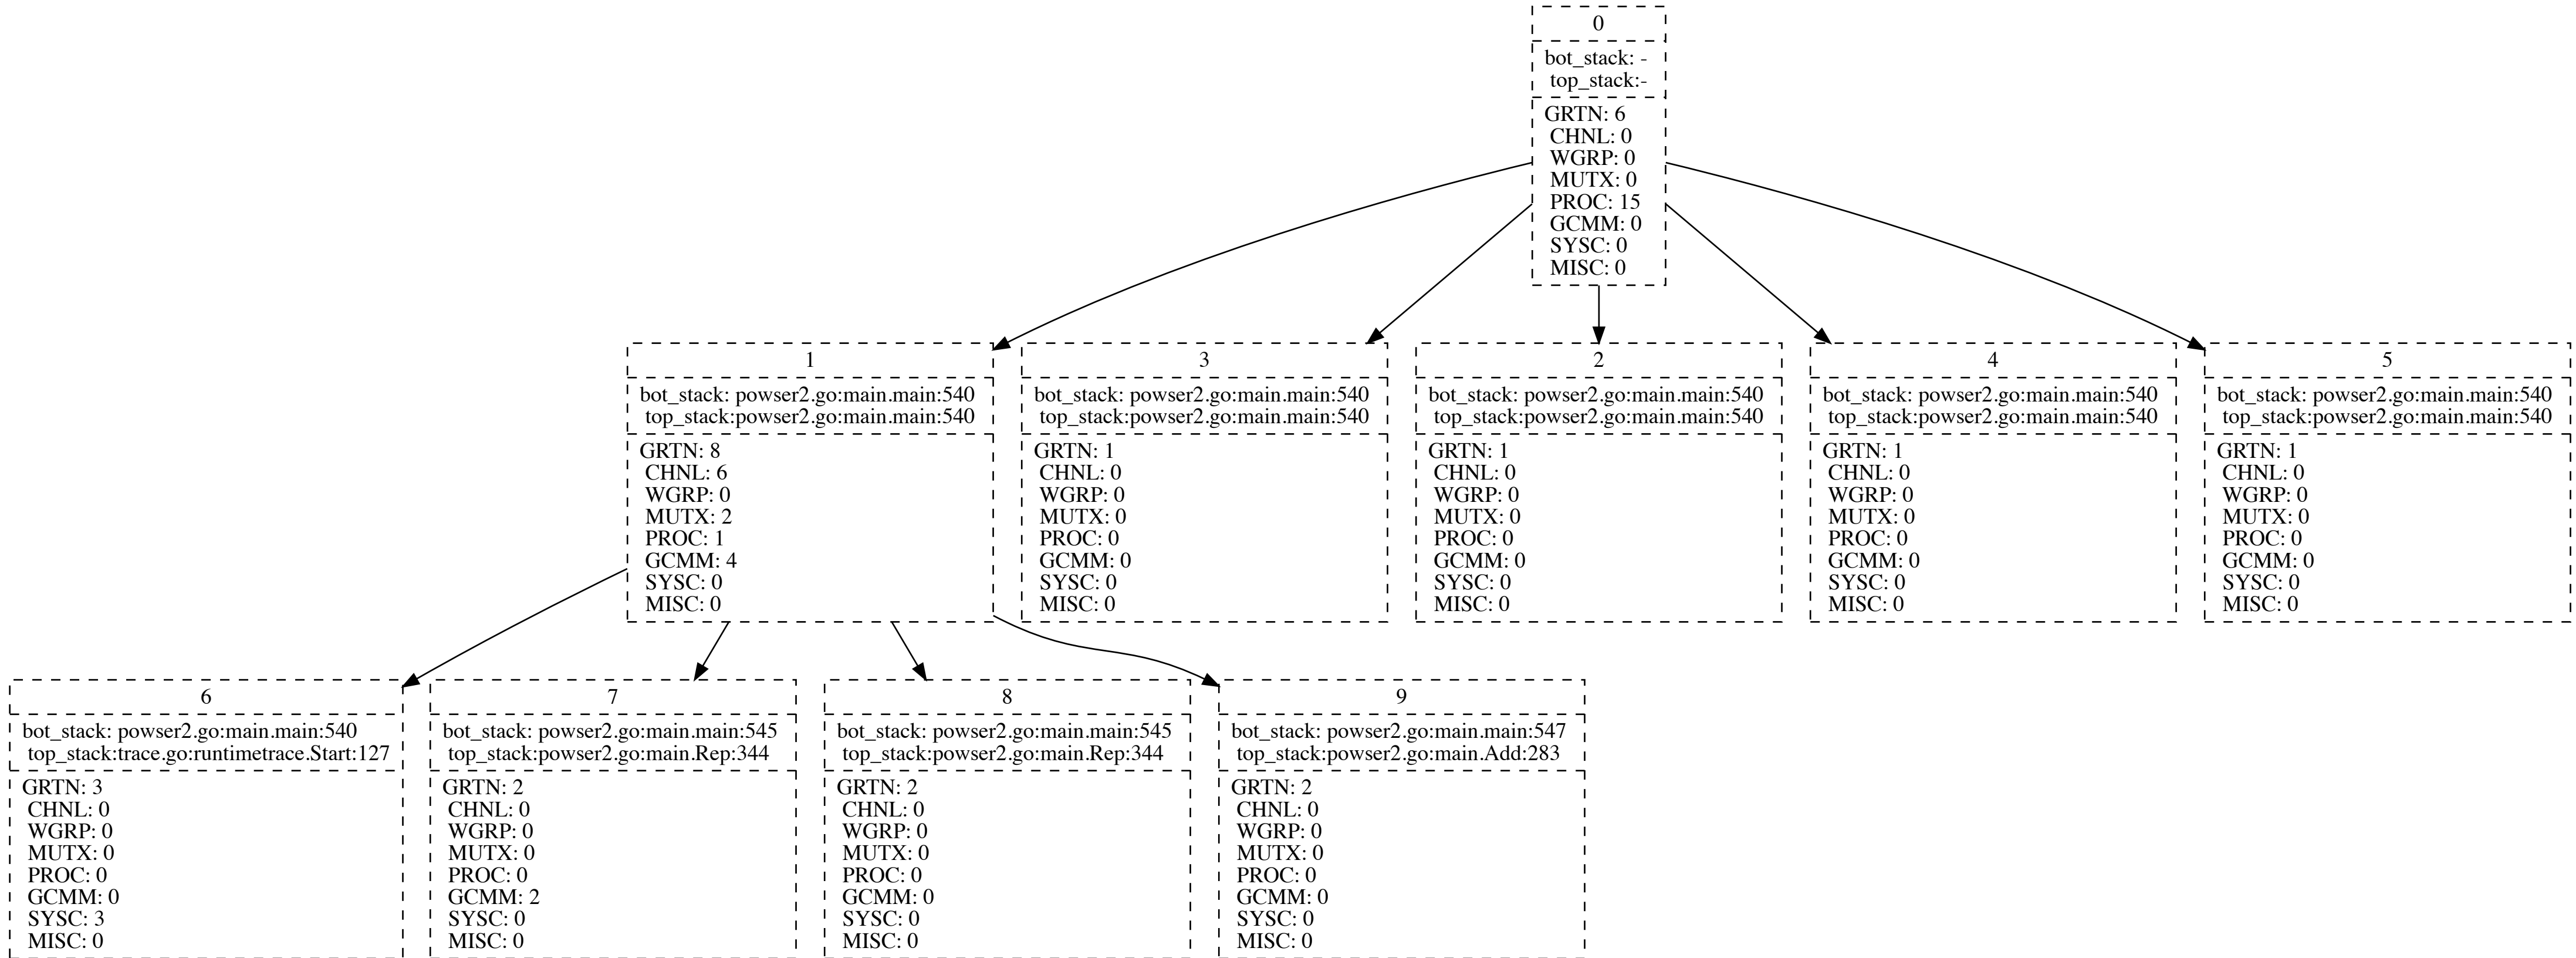 0
bot_stack: -
top_stack:-
GRTN: 6
CHNL: 0
WGRP: 0
MUTX: 0
PROC: 15
GCMM: 0
SYSC: 0
MISC: 0
1
bot_stack: powser2.go:main.main:540
top_stack:powser2.go:main.main:540
GRTN: 8
CHNL: 6
WGRP: 0
MUTX: 2
PROC: 1
GCMM: 4
SYSC: 0
MISC: 0
3
bot_stack: powser2.go:main.main:540
top_stack:powser2.go:main.main:540
GRTN: 1
CHNL: 0
WGRP: 0
MUTX: 0
PROC: 0
GCMM: 0
SYSC: 0
MISC: 0
2
bot_stack: powser2.go:main.main:540
top_stack:powser2.go:main.main:540
GRTN: 1
CHNL: 0
WGRP: 0
MUTX: 0
PROC: 0
GCMM: 0
SYSC: 0
MISC: 0
4
bot_stack: powser2.go:main.main:540
top_stack:powser2.go:main.main:540
GRTN: 1
CHNL: 0
WGRP: 0
MUTX: 0
PROC: 0
GCMM: 0
SYSC: 0
MISC: 0
5
bot_stack: powser2.go:main.main:540
top_stack:powser2.go:main.main:540
GRTN: 1
CHNL: 0
WGRP: 0
MUTX: 0
PROC: 0
GCMM: 0
SYSC: 0
MISC: 0
6
bot_stack: powser2.go:main.main:540
top_stack:trace.go:runtimetrace.Start:127
GRTN: 3
CHNL: 0
WGRP: 0
MUTX: 0
PROC: 0
GCMM: 0
SYSC: 3
MISC: 0
7
bot_stack: powser2.go:main.main:545
top_stack:powser2.go:main.Rep:344
GRTN: 2
CHNL: 0
WGRP: 0
MUTX: 0
PROC: 0
GCMM: 2
SYSC: 0
MISC: 0
8
bot_stack: powser2.go:main.main:545
top_stack:powser2.go:main.Rep:344
GRTN: 2
CHNL: 0
WGRP: 0
MUTX: 0
PROC: 0
GCMM: 0
SYSC: 0
MISC: 0
9
bot_stack: powser2.go:main.main:547
top_stack:powser2.go:main.Add:283
GRTN: 2
CHNL: 0
WGRP: 0
MUTX: 0
PROC: 0
GCMM: 0
SYSC: 0
MISC: 0